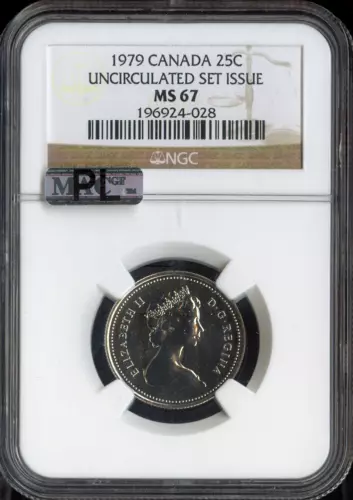 1979 CANADA 25C
UNCIRCULATED SET ISSUE
MS 67
196924-028
NGC
PL
ELIZABETH II D·G·REGINA